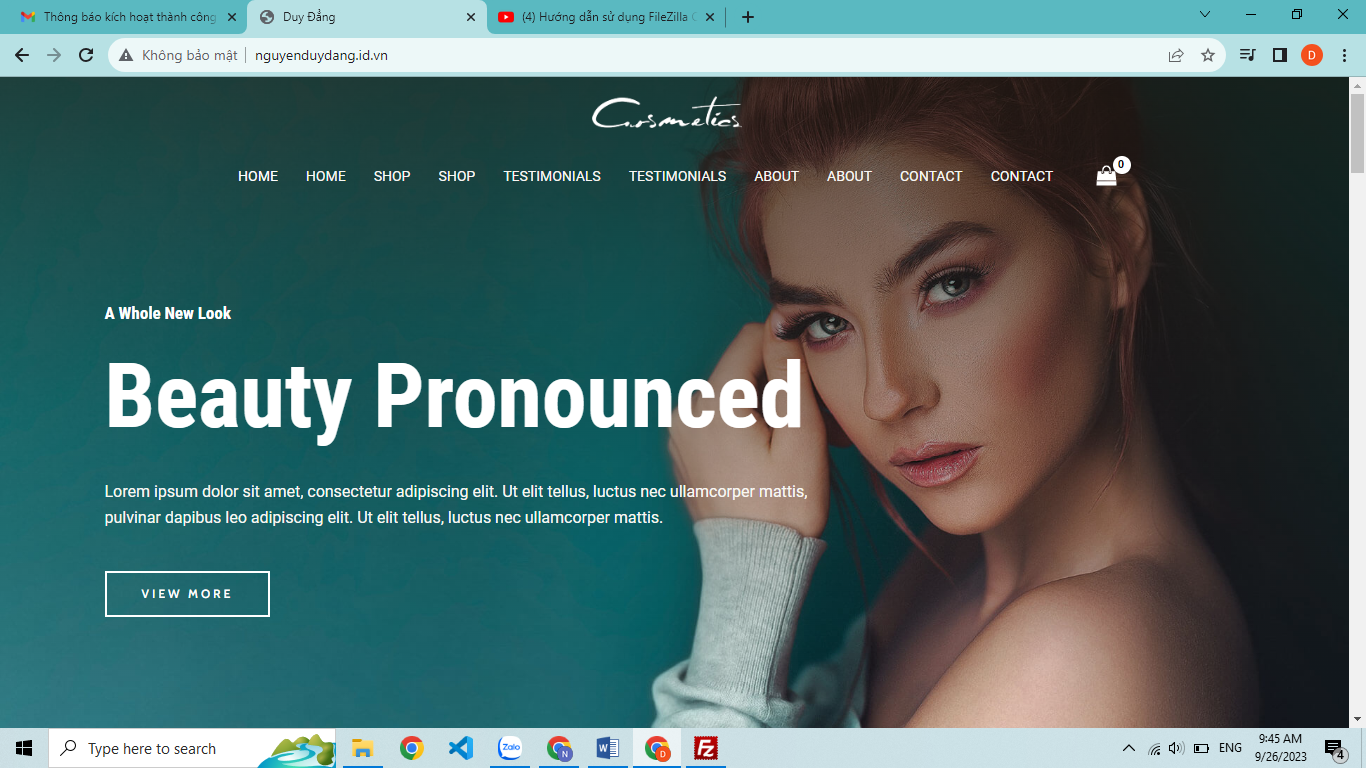 Thông báo kích hoạt thành công
Duy Đẳng
(4) Hướng dẫn sử dụng FileZilla
Không bảo mật
nguyenduydang.id.vn
D
Cosmetics
HOME HOME SHOP SHOP TESTIMONIALS TESTIMONIALS ABOUT ABOUT CONTACT CONTACT 0
A Whole New Look
Beauty Pronounced
Lorem ipsum dolor sit amet, consectetur adipiscing elit. Ut elit tellus, luctus nec ullamcorper mattis,
pulvinar dapibus leo adipiscing elit. Ut elit tellus, luctus nec ullamcorper mattis.
VIEW MORE
Type here to search
Zalo
N
W
D
Fz
ENG
9:45 AM
9/26/2023
4